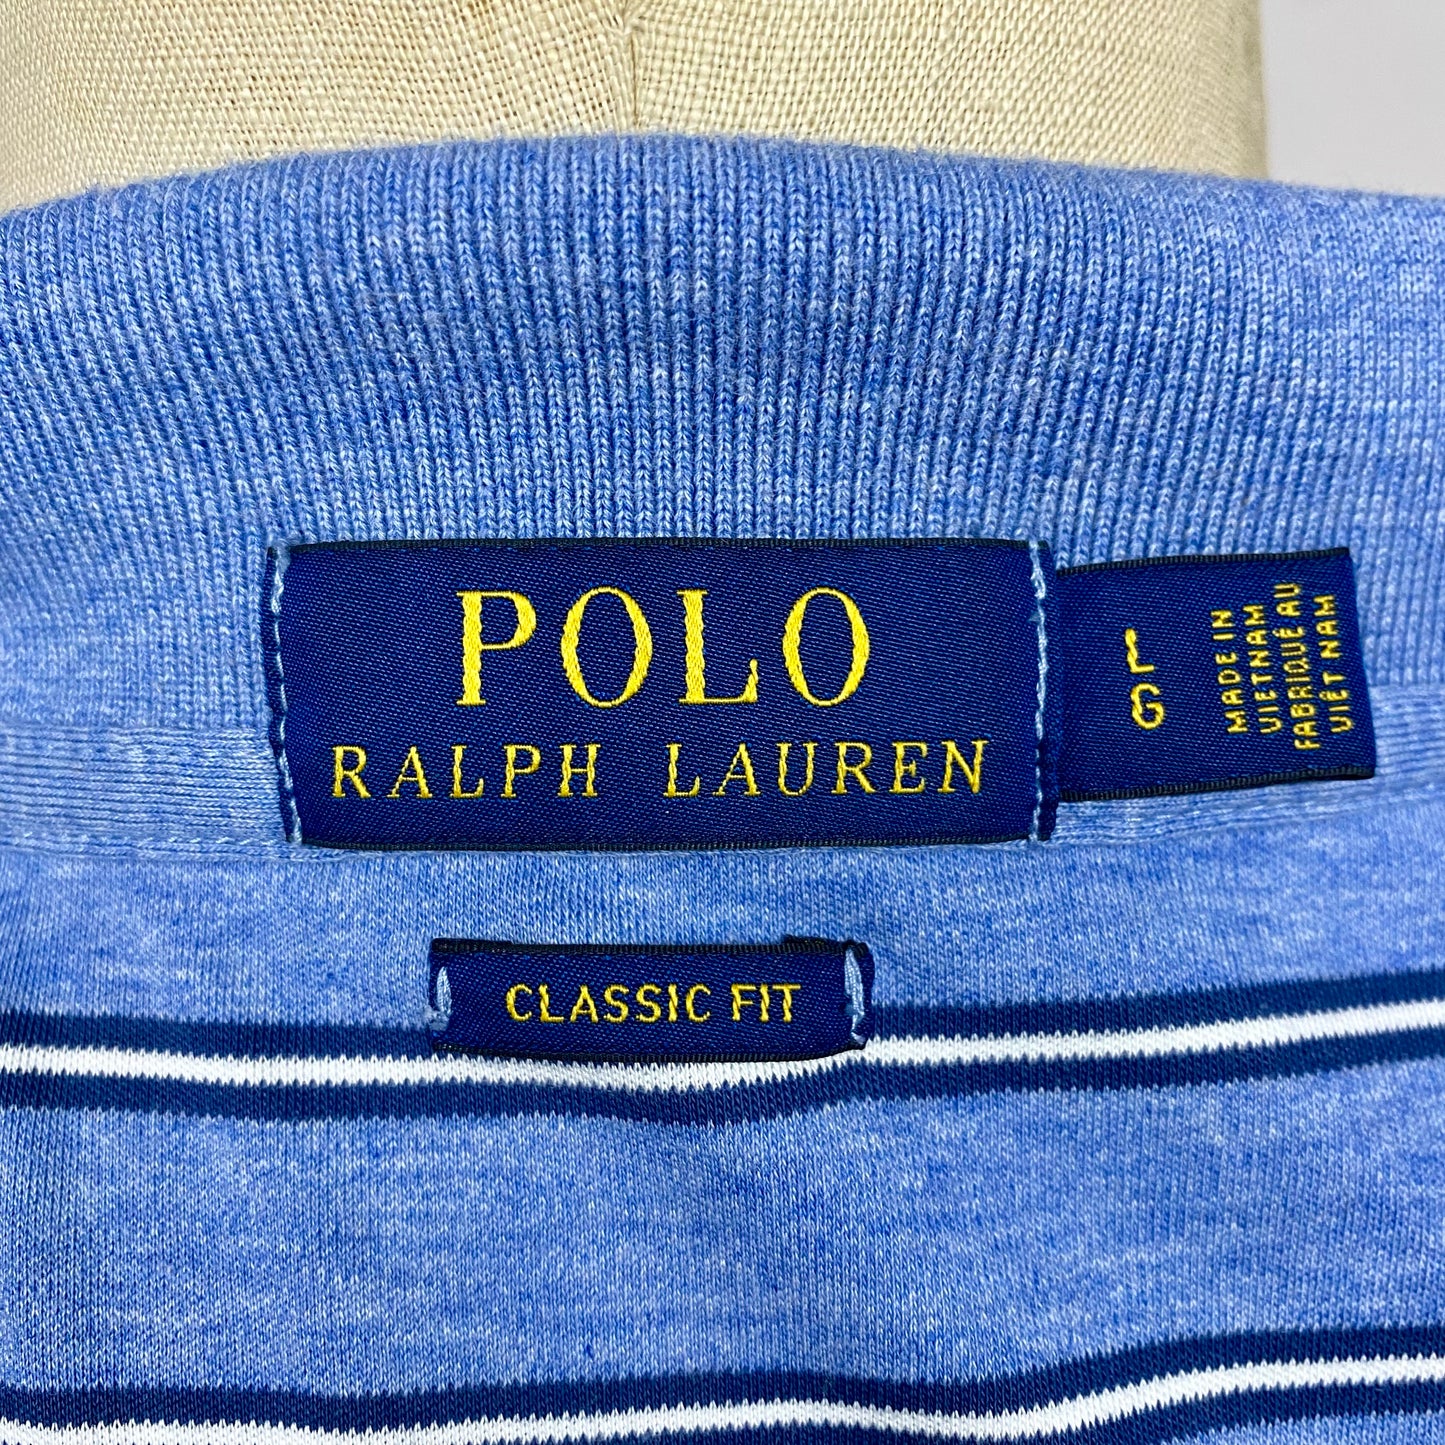 POLO
RALPH LAUREN
L
G
MADE IN
VIETNAM
FABRIQUÉ AU
VIÊT NAM
CLASSIC FIT